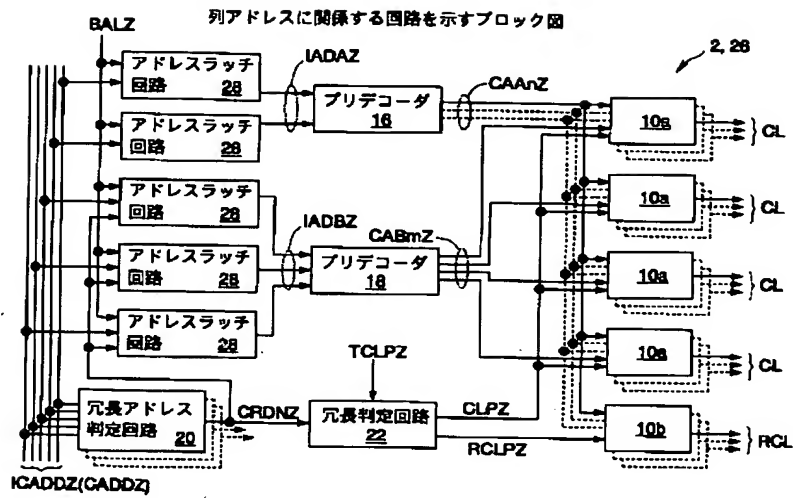 列アドレスに関係する回路を示すブロック図
BALZ
2, 26
アドレスラッチ
回路 28
IADAZ
プリデコーダ
16
CAAnZ
10a
CL
アドレスラッチ
回路 28
アドレスラッチ
回路 28
10a
CL
アドレスラッチ
回路 28
IADBZ
プリデコーダ
18
CABmZ
10a
CL
アドレスラッチ
回路 28
10a
CL
TCLPZ
冗長アドレス
判定回路 20
CRDNZ
冗長判定回路
22
CLPZ
RCLPZ
10b
RCL
ICADDZ(CADDZ)